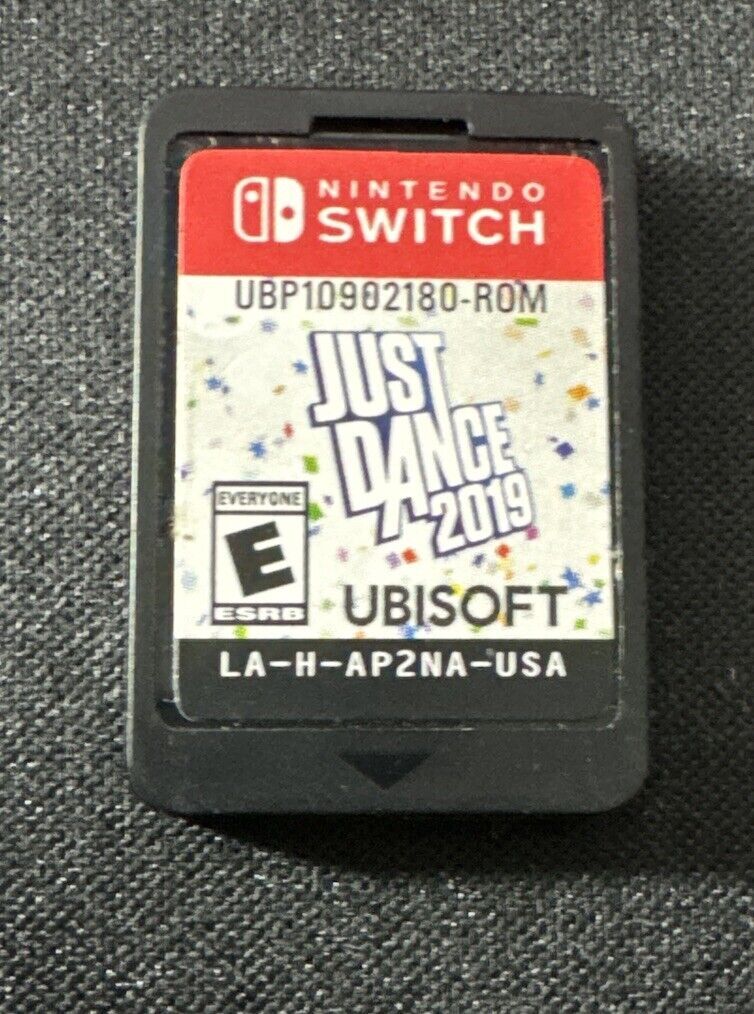 NINTENDO
SWITCH
UBP10902180-ROM
JUST
DANCE
2019
EVERYONE
E
ESRB
UBISOFT
LA-H-AP2NA-USA